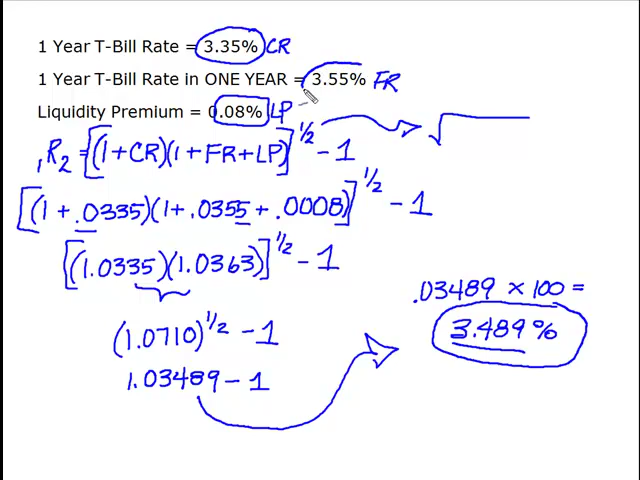 1 Year T-Bill Rate = 3.35% CR
1 Year T-Bill Rate in ONE YEAR = 3.55% FR
Liquidity Premium = 0.08% LP
₁R₂ = [(1+CR)(1+FR+LP)]^1/2 - 1 √
[(1+.0335)(1+.0355+.0008)]^1/2 - 1
[(1.0335)(1.0363)]^1/2 - 1
.03489 × 100 =
(1.0710)^1/2 - 1
3.489%
1.03489 - 1